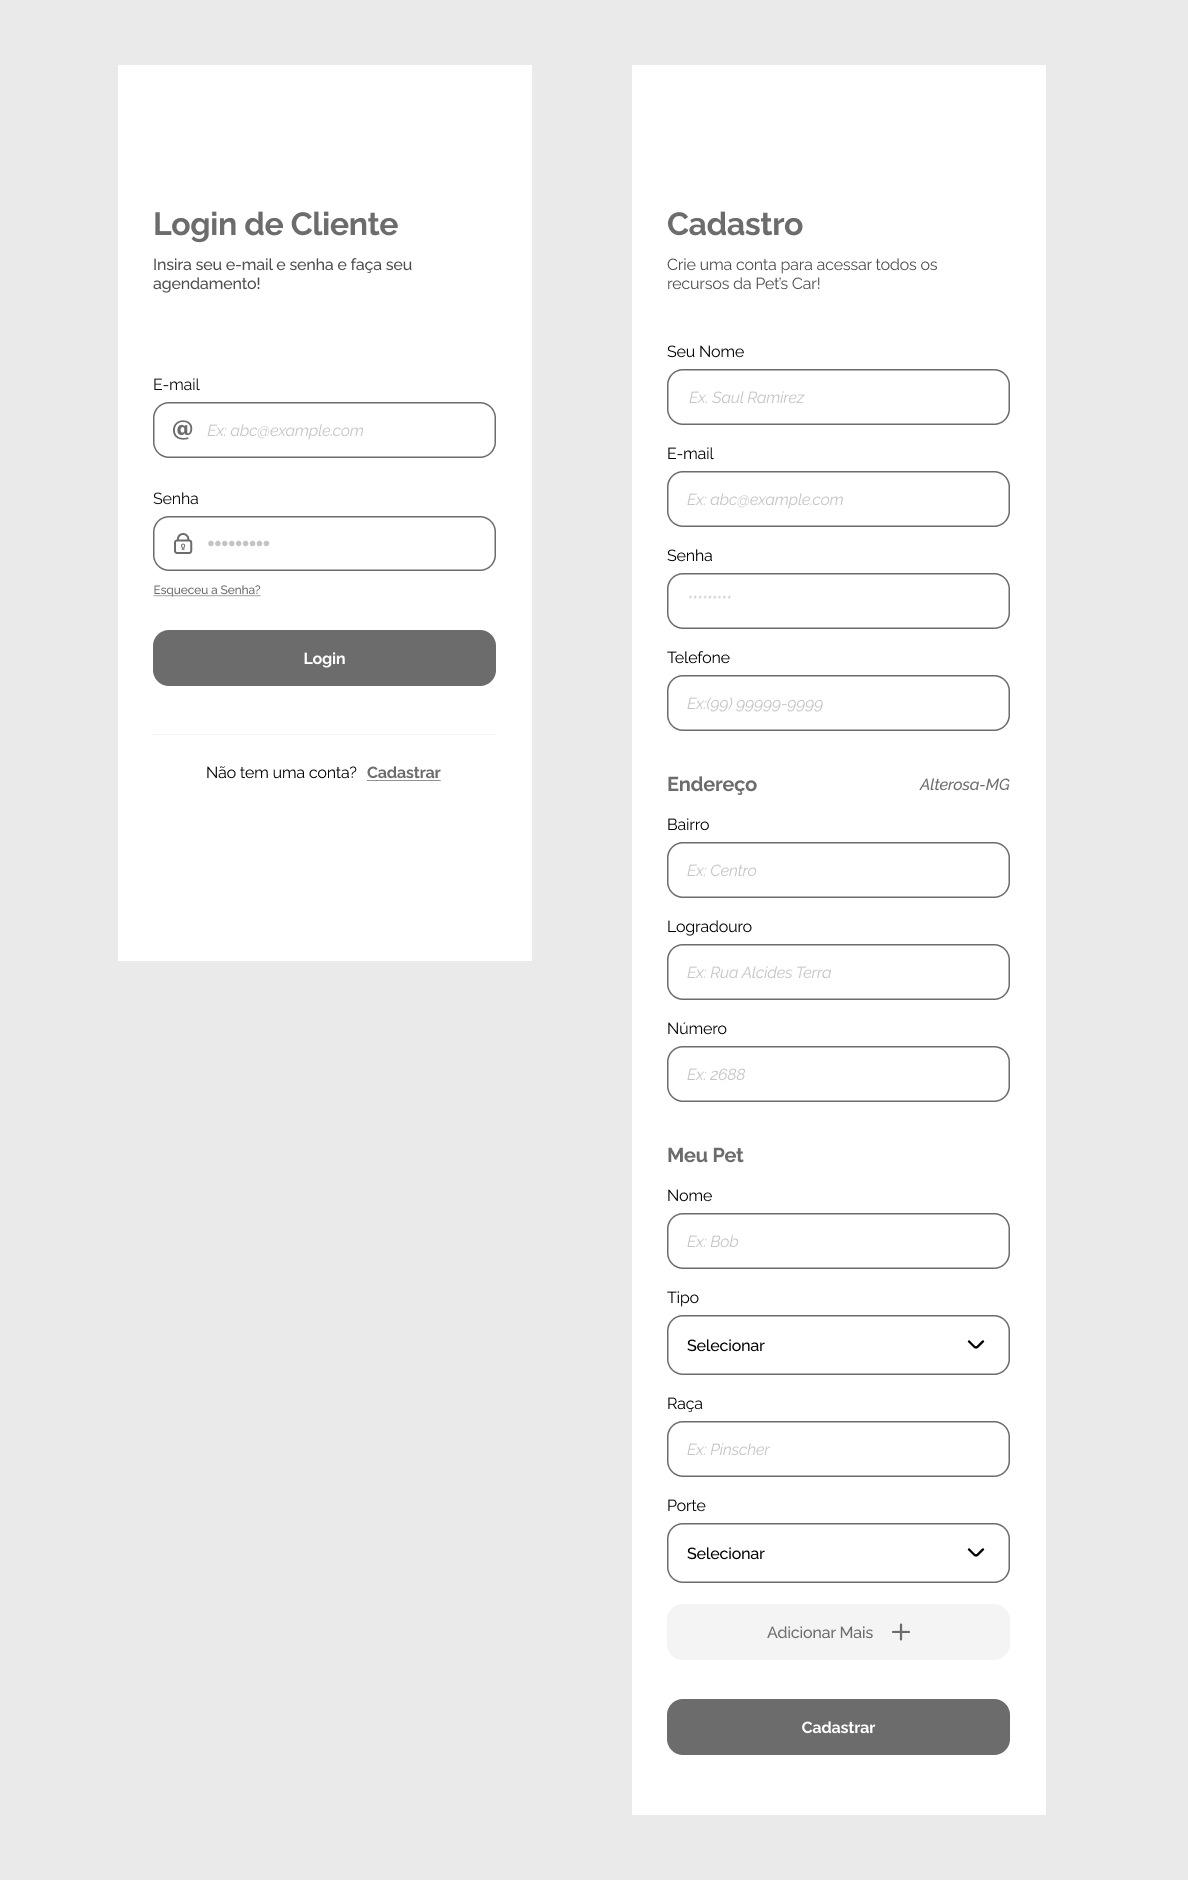 Login de Cliente
Insira seu e-mail e senha e faça seu
agendamento!
E-mail
@ Ex: abc@example.com
Senha
•••••••••
Esqueceu a Senha?
Login
Não tem uma conta? Cadastrar
Cadastro
Crie uma conta para acessar todos os
recursos da Pet's Car!
Seu Nome
Ex. Saul Ramirez
E-mail
Ex: abc@example.com
Senha
*********
Telefone
Ex:(99) 99999-9999
Endereço Alterosa-MG
Bairro
Ex: Centro
Logradouro
Ex: Rua Alcides Terra
Número
Ex: 2688
Meu Pet
Nome
Ex: Bob
Tipo
Selecionar
Raça
Ex: Pinscher
Porte
Selecionar
Adicionar Mais +
Cadastrar